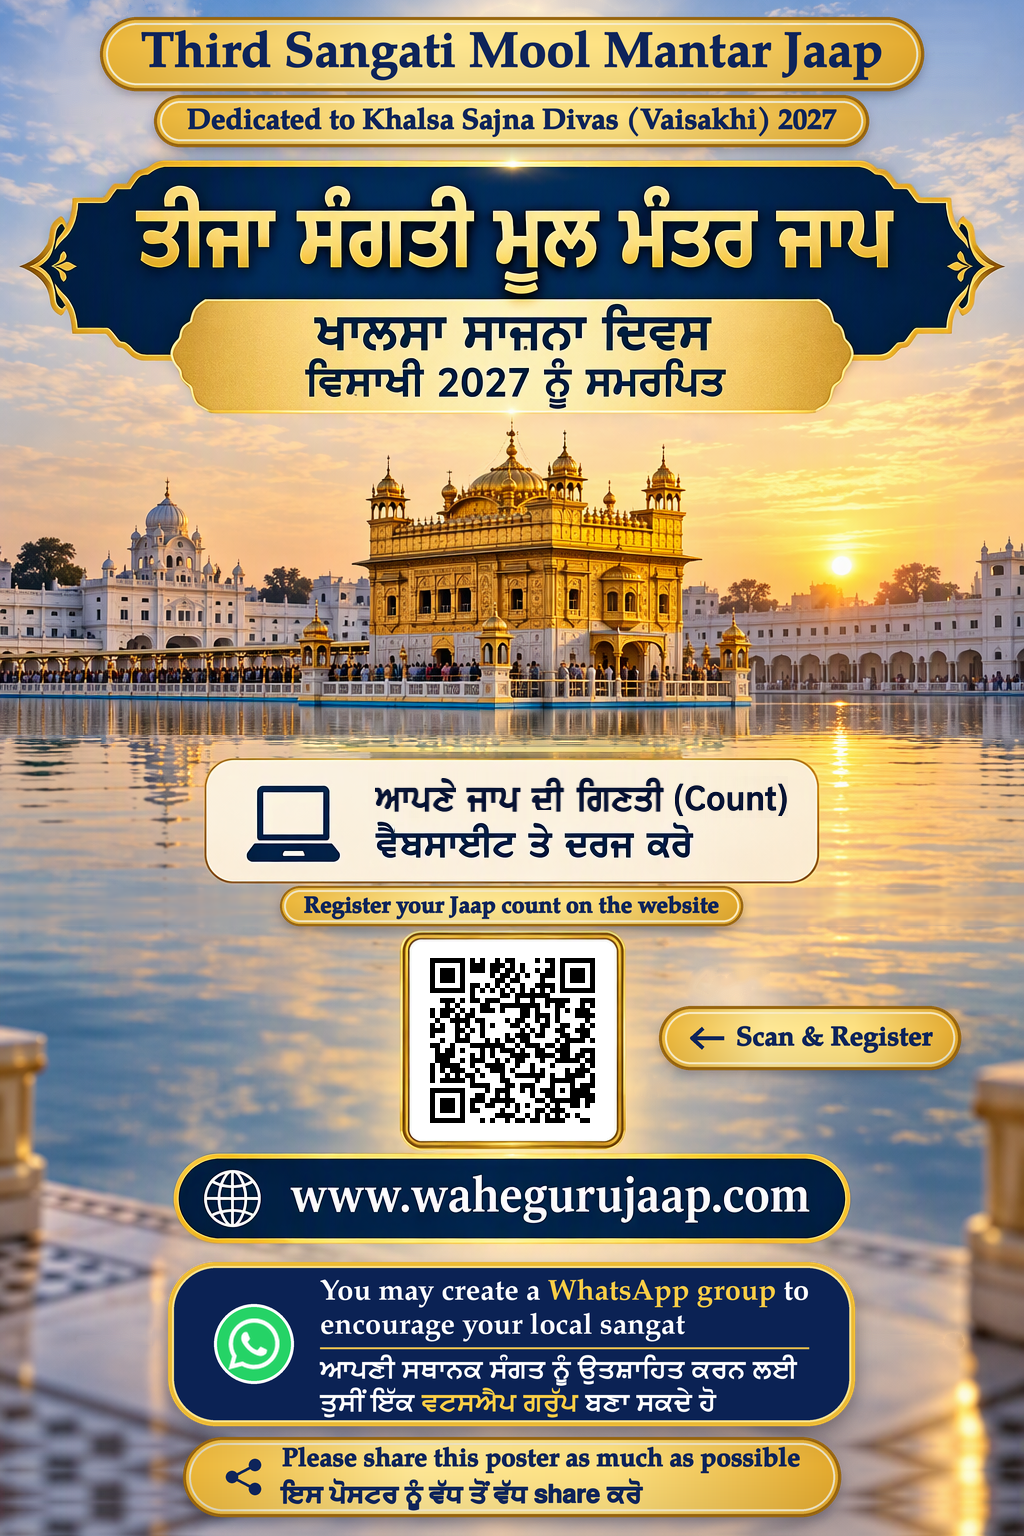 Third Sangati Mool Mantar Jaap
Dedicated to Khalsa Sajna Divas (Vaisakhi) 2027
ਤੀਜਾ ਸੰਗਤੀ ਮੂਲ ਮੰਤਰ ਜਾਪ
ਖਾਲਸਾ ਸਾਜ਼ਨਾ ਦਿਵਸ
ਵਿਸਾਖੀ 2027 ਨੂੰ ਸਮਰਪਿਤ
ਆਪਣੇ ਜਾਪ ਦੀ ਗਿਣਤੀ (Count)
ਵੈਬਸਾਈਟ ਤੇ ਦਰਜ ਕਰੋ
Register your Jaap count on the website
← Scan & Register
www.wahegurujaap.com
You may create a WhatsApp group to
encourage your local sangat
ਆਪਣੀ ਸਥਾਨਕ ਸੰਗਤ ਨੂੰ ਉਤਸ਼ਾਹਿਤ ਕਰਨ ਲਈ
ਤੁਸੀਂ ਇੱਕ ਵਟਸਐਪ ਗਰੁੱਪ ਬਣਾ ਸਕਦੇ ਹੋ
Please share this poster as much as possible
ਇਸ ਪੋਸਟਰ ਨੂੰ ਵੱਧ ਤੋਂ ਵੱਧ share ਕਰੋ